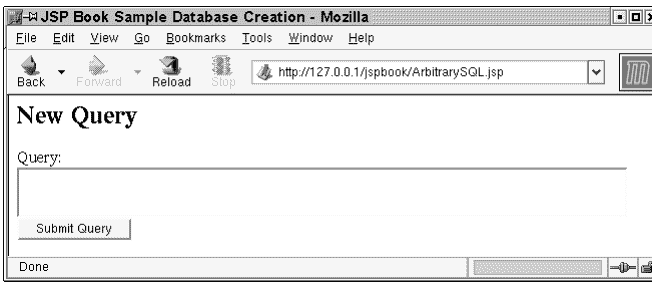 JSP Book Sample Database Creation - Mozilla
File Edit View Go Bookmarks Tools Window Help
Back Forward Reload Stop http://127.0.0.1/jspbook/ArbitrarySQL.jsp
New Query
Query:
Submit Query
Done